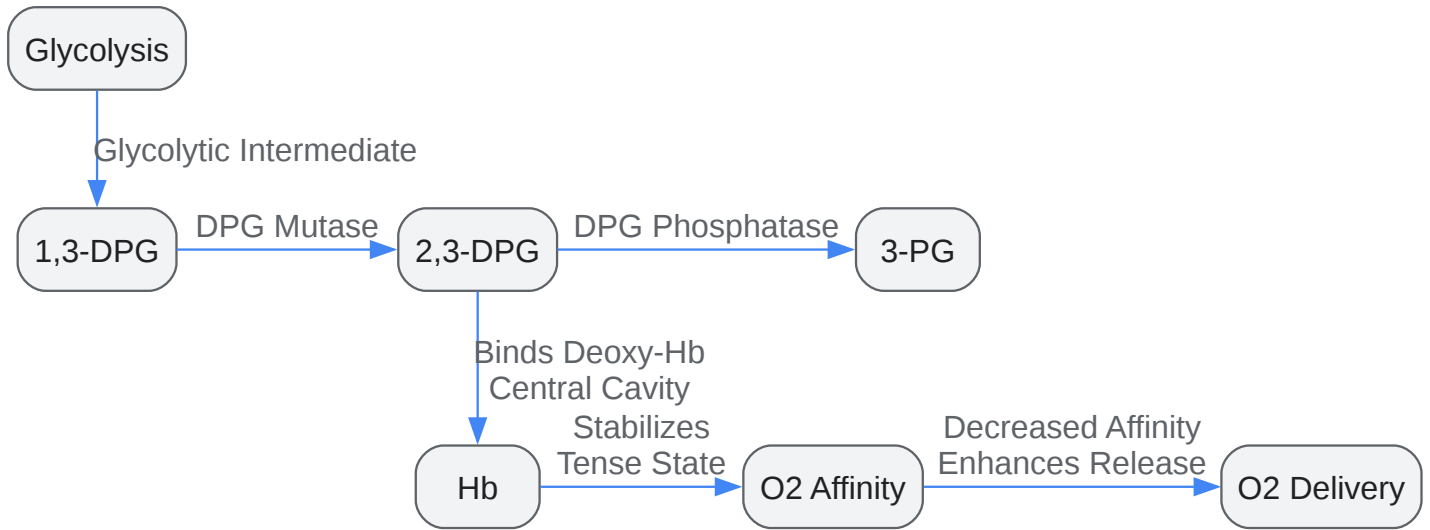 Glycolysis
Glycolytic Intermediate
1,3-DPG
DPG Mutase
2,3-DPG
DPG Phosphatase
3-PG
Binds Deoxy-Hb
Central Cavity
Hb
Stabilizes
Tense State
O2 Affinity
Decreased Affinity
Enhances Release
O2 Delivery